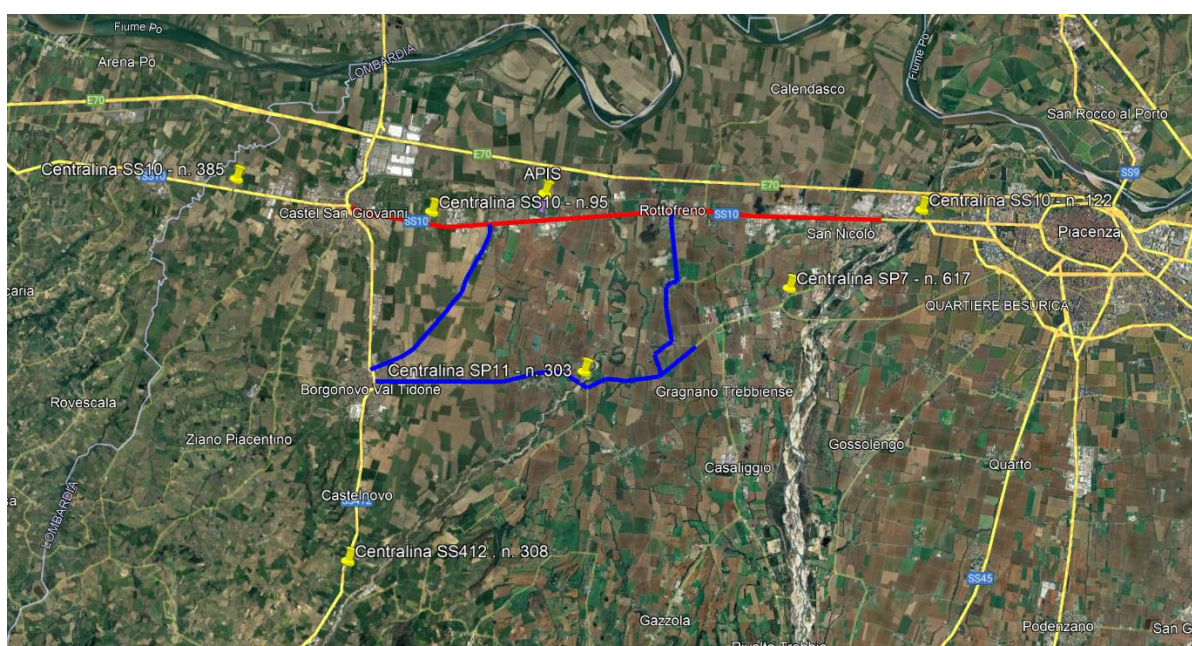 Fiume Po
Arena Po
LOMBARDIA
Fiume Po
Calendasco
San Rocco al Porto
E70
E70
E70
SS9
Centralina SS10 - n. 385
SS10
APIS
Castel San Giovanni
Centralina SS10 - n.95
SS10
Rottofreno
SS10
Centralina SS10 - n. 122
San Nicolò
Piacenza
Centralina SP7 - n. 617
QUARTIERE BESURICA
caria
Centralina SP11 - n. 303
Borgonovo Val Tidone
Gragnano Trebbiense
Rovescala
Ziano Piacentino
Gossolengo
Casaliggio
Quarto
Castelnovo
SS412
LOMBARDIA
Centralina SS412 . n. 308
SS45
Gazzola
Podenzano
San G